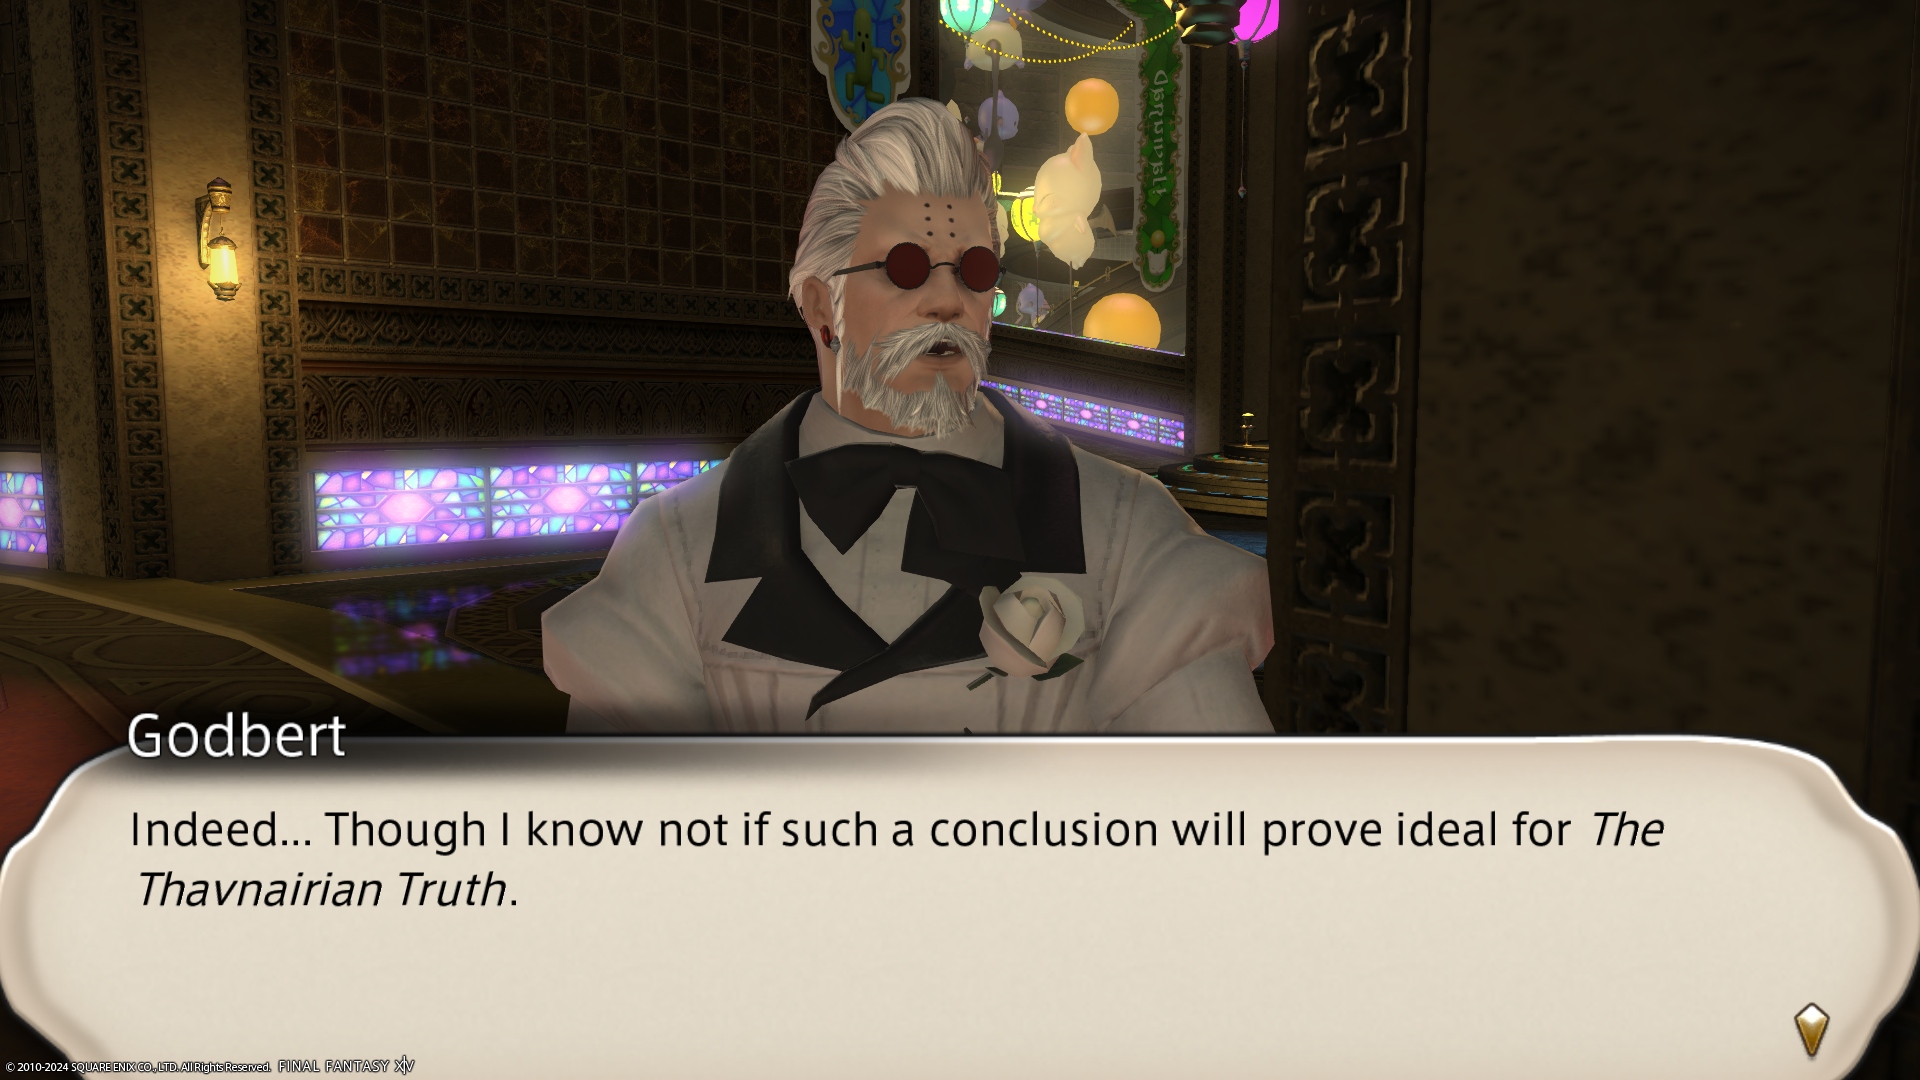 Godbert
Indeed... Though I know not if such a conclusion will prove ideal for The
Thavnairian Truth.
© 2010-2024 SQUARE ENIX CO., LTD. All Rights Reserved. FINAL FANTASY XIV